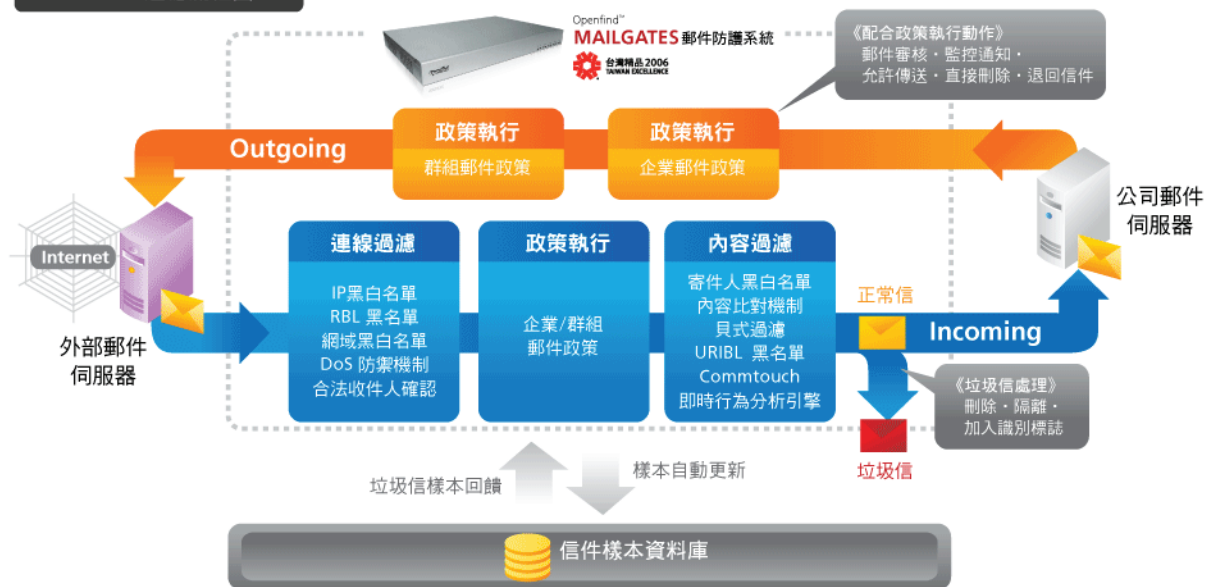 Openfind™
MAILGATES 郵件防護系統
台灣精品 2006
TAIWAN EXCELLENCE
《配合政策執行動作》
郵件審核・監控通知・
允許傳送・直接刪除・退回信件
Outgoing
政策執行
群組郵件政策
政策執行
企業郵件政策
公司郵件
伺服器
Internet
外部郵件
伺服器
連線過濾
IP黑白名單
RBL 黑名單
網域黑白名單
DoS 防禦機制
合法收件人確認
政策執行
企業/群組
郵件政策
內容過濾
寄件人黑白名單
內容比對機制
貝式過濾
URIBL 黑名單
Commtouch
即時行為分析引擎
正常信
Incoming
《垃圾信處理》
刪除・隔離・
加入識別標誌
垃圾信
垃圾信樣本回饋
樣本自動更新
信件樣本資料庫